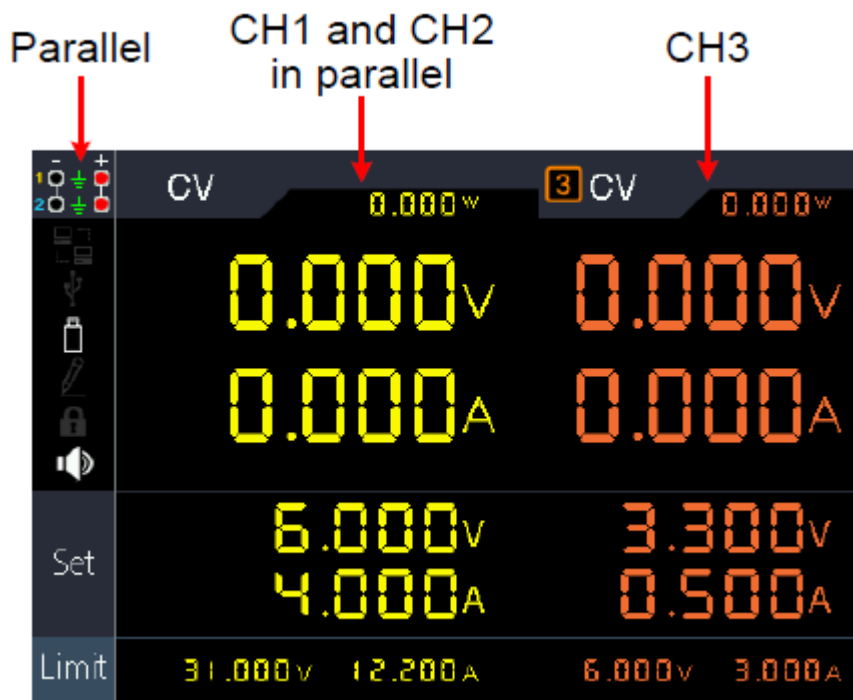 Parallel
CH1 and CH2
in parallel
CH3
- +
1
2
CV
0.000W
3 CV
0.000W
0.000V
0.000V
0.000A
0.000A
Set
6.000V
3.300V
4.000A
0.500A
Limit
31.000V 12.200A
6.000V 3.000A